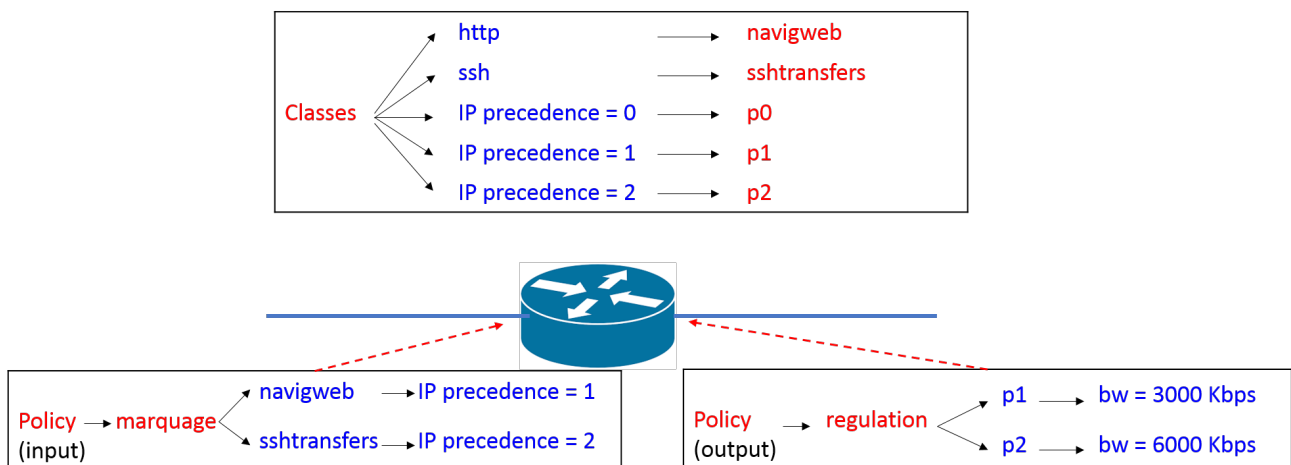 http navigweb
ssh sshtransfers
Classes IP precedence = 0 p0
IP precedence = 1 p1
IP precedence = 2 p2
navigweb IP precedence = 1
Policy marquage
(input)
sshtransfers IP precedence = 2
p1 bw = 3000 Kbps
Policy regulation
(output)
p2 bw = 6000 Kbps